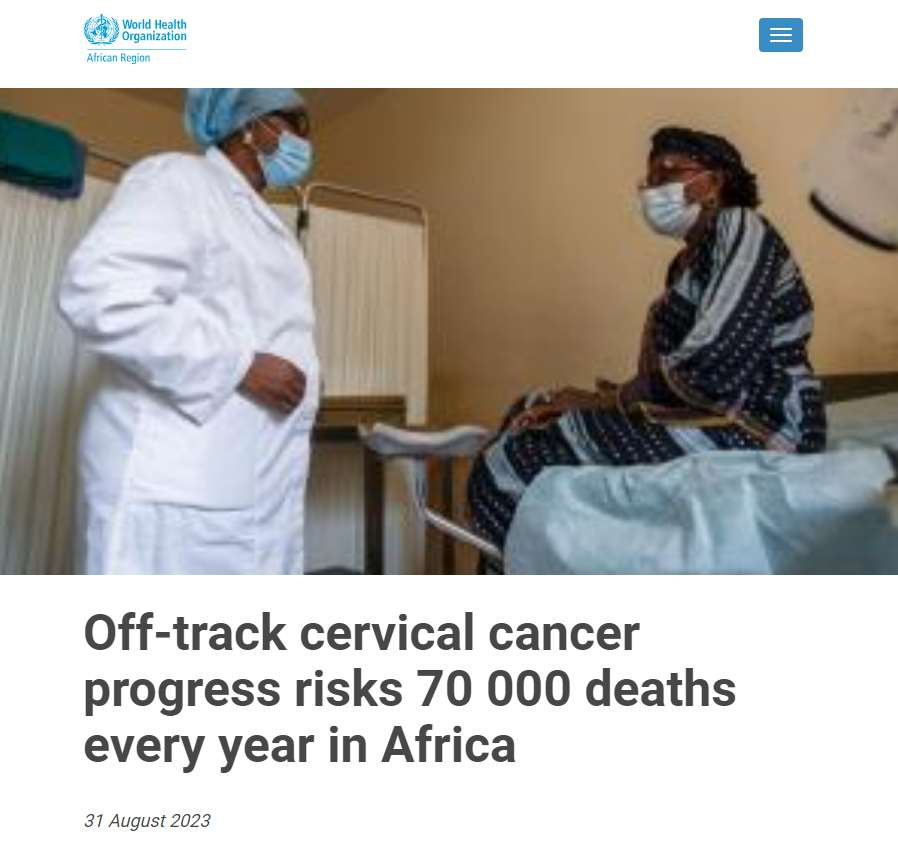 World Health
Organization
African Region
Off-track cervical cancer
progress risks 70 000 deaths
every year in Africa
31 August 2023